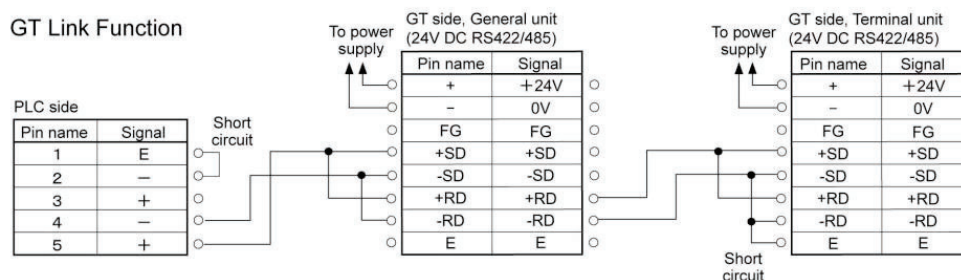 GT Link Function
PLC side
Pin name Signal
1 E
2 −
3 +
4 −
5 +
Short
circuit
To power
supply
GT side, General unit
(24V DC RS422/485)
Pin name Signal
+ +24V
− 0V
FG FG
+SD +SD
-SD -SD
+RD +RD
-RD -RD
E E
To power
supply
GT side, Terminal unit
(24V DC RS422/485)
Pin name Signal
+ +24V
− 0V
FG FG
+SD +SD
-SD -SD
+RD +RD
-RD -RD
E E
Short
circuit